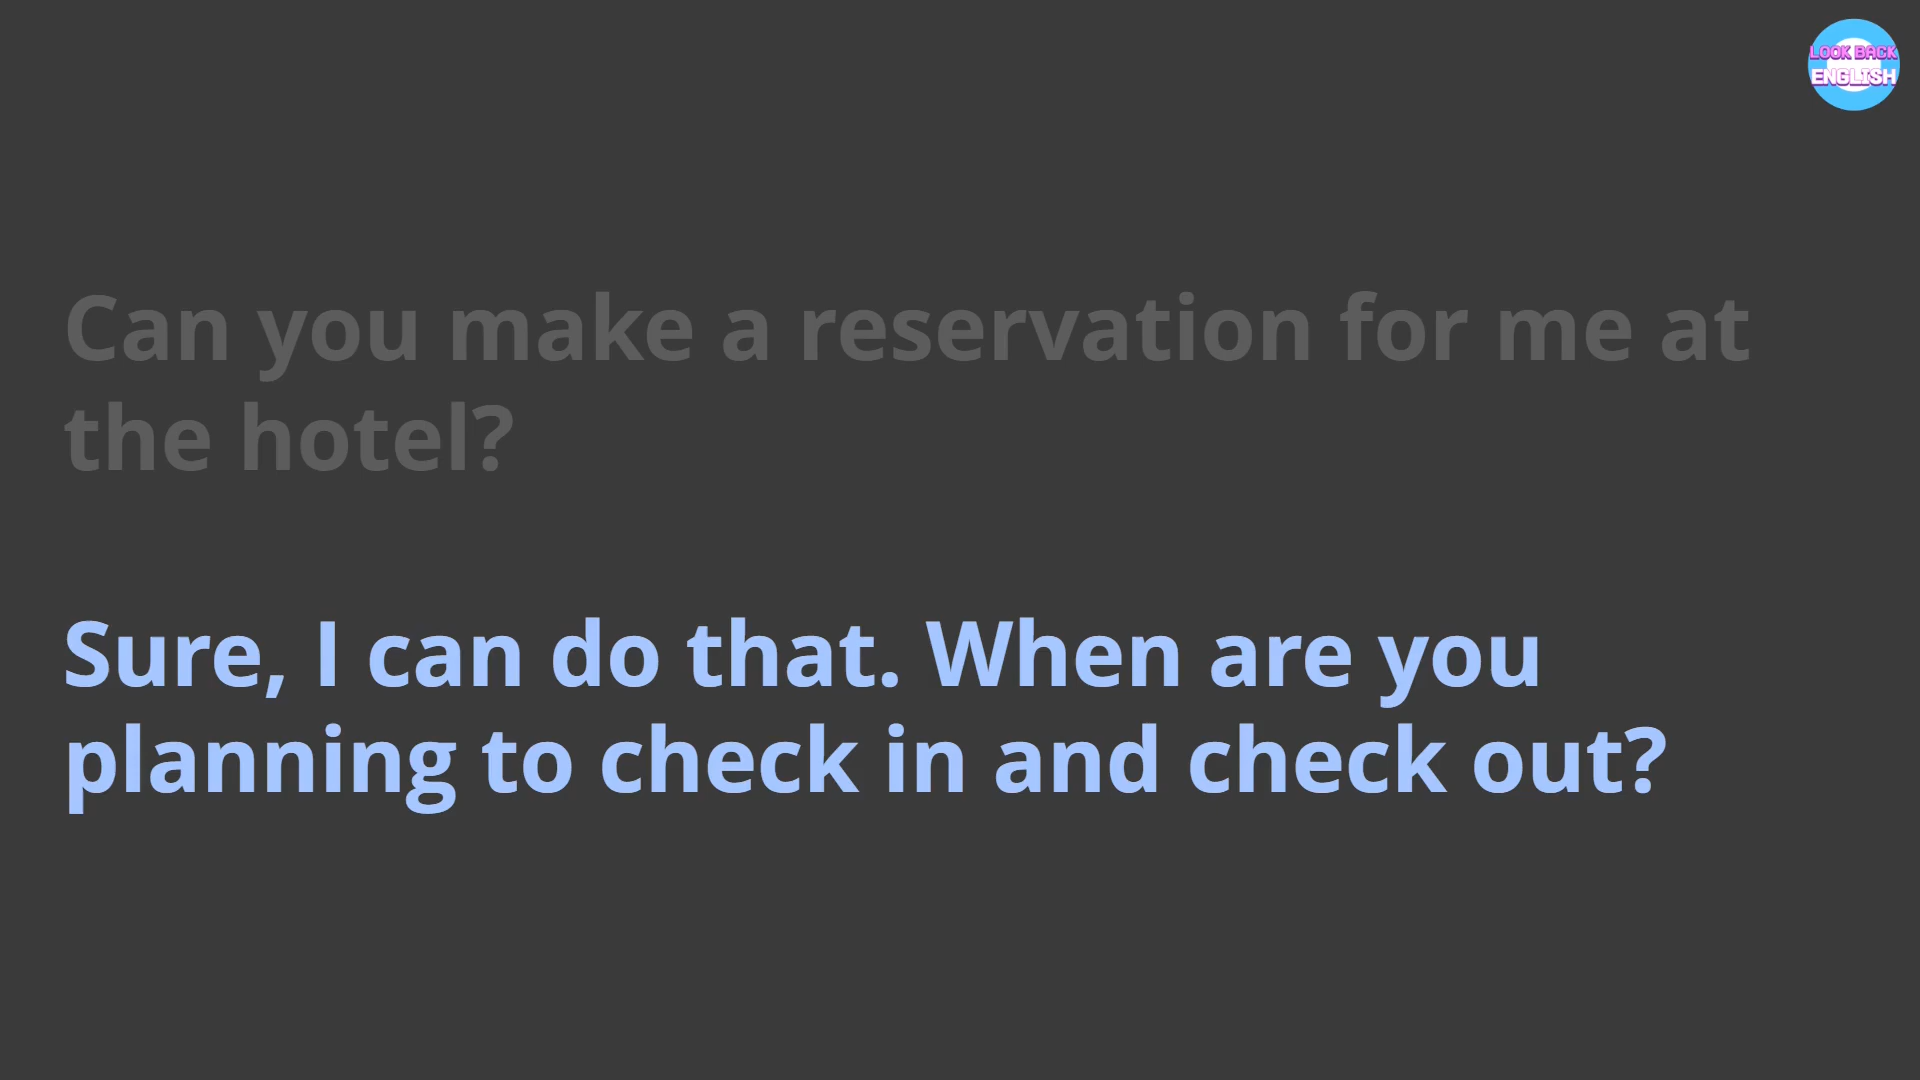 LOOK BACK
ENGLISH
Can you make a reservation for me at
the hotel?
Sure, I can do that. When are you
planning to check in and check out?